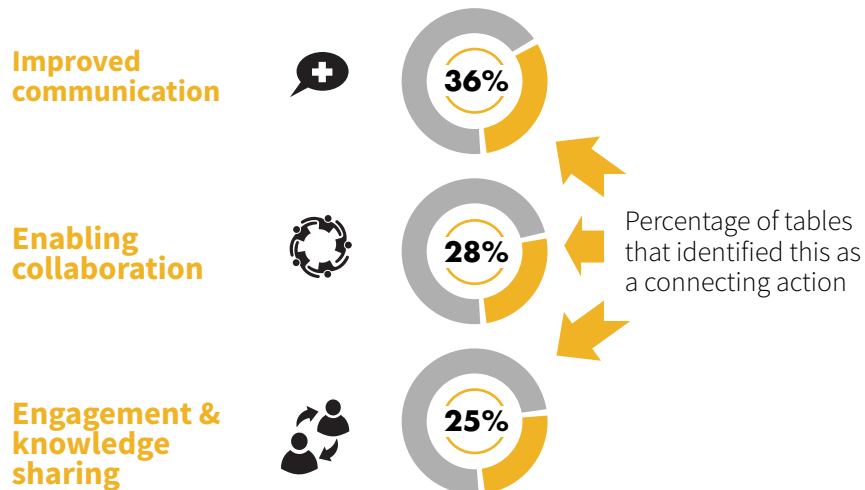 Improved
communication
36%
Enabling
collaboration
28%
Percentage of tables
that identified this as
a connecting action
Engagement &
knowledge
sharing
25%